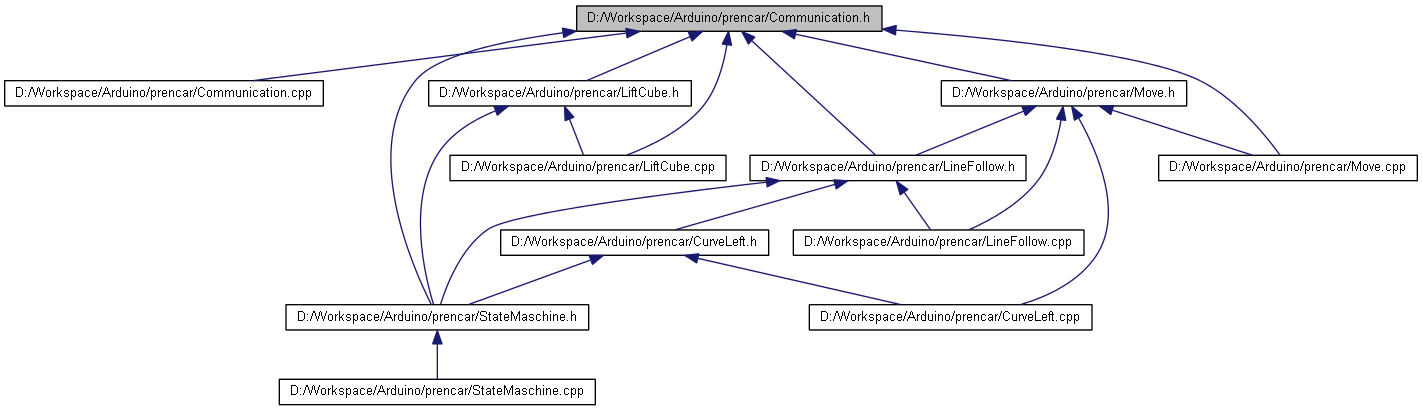 D:/Workspace/Arduino/prencar/Communication.h
D:/Workspace/Arduino/prencar/Communication.cpp
D:/Workspace/Arduino/prencar/LiftCube.h
D:/Workspace/Arduino/prencar/Move.h
D:/Workspace/Arduino/prencar/LiftCube.cpp
D:/Workspace/Arduino/prencar/LineFollow.h
D:/Workspace/Arduino/prencar/Move.cpp
D:/Workspace/Arduino/prencar/CurveLeft.h
D:/Workspace/Arduino/prencar/LineFollow.cpp
D:/Workspace/Arduino/prencar/StateMaschine.h
D:/Workspace/Arduino/prencar/CurveLeft.cpp
D:/Workspace/Arduino/prencar/StateMaschine.cpp